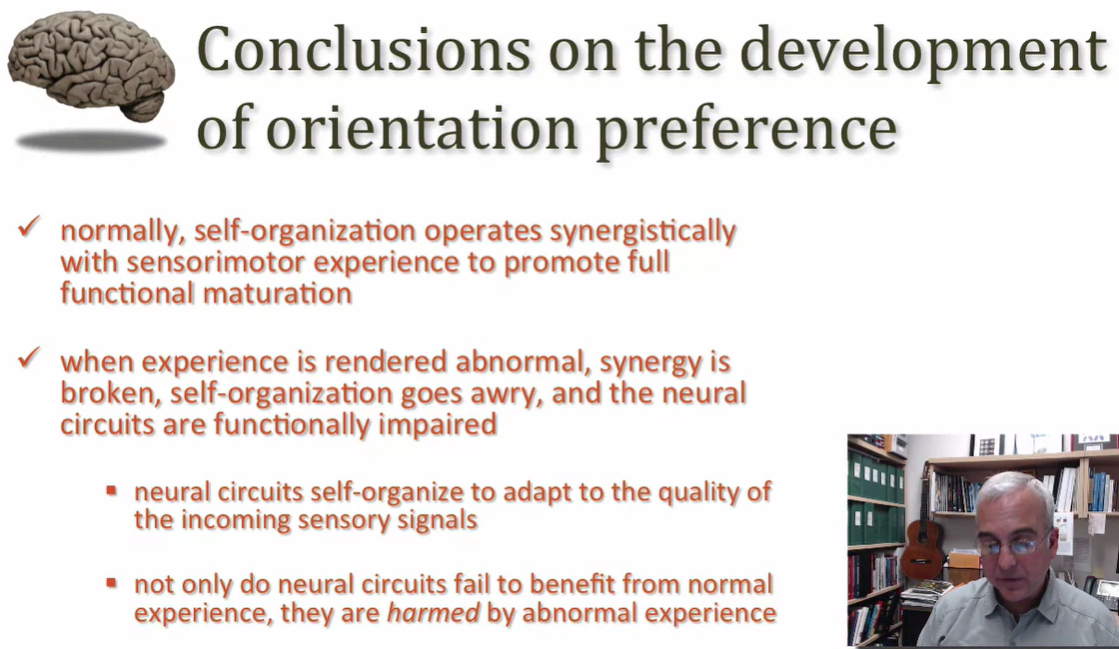 Conclusions on the development
of orientation preference
normally, self-organization operates synergistically
with sensorimotor experience to promote full
functional maturation
when experience is rendered abnormal, synergy is
broken, self-organization goes awry, and the neural
circuits are functionally impaired
neural circuits self-organize to adapt to the quality of
the incoming sensory signals
not only do neural circuits fail to benefit from normal
experience, they are harmed by abnormal experience